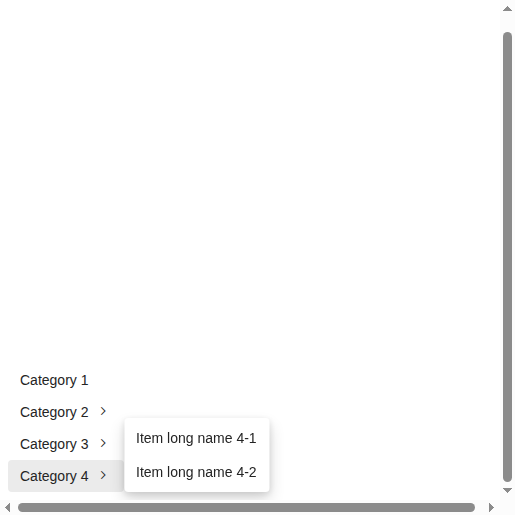 Category 1
Category 2
Category 3
Category 4
Item long name 4-1
Item long name 4-2